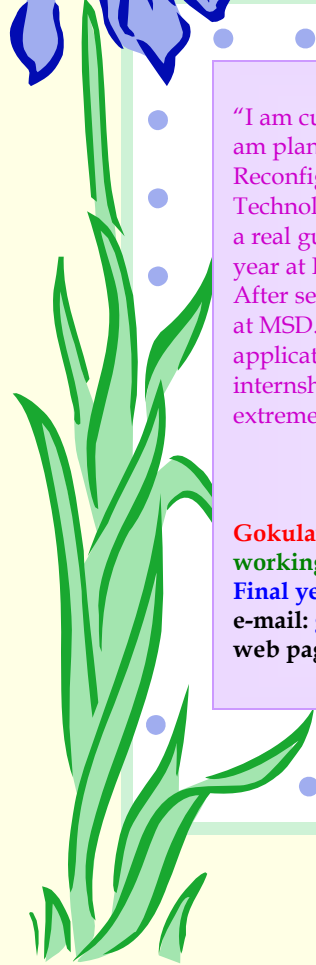 “I am cu
am plan
Reconfig
Technol
a real gu
year at
After se
at MSD.
applicat
internsh
extreme
Gokula
working
Final ye
e-mail:
web pag